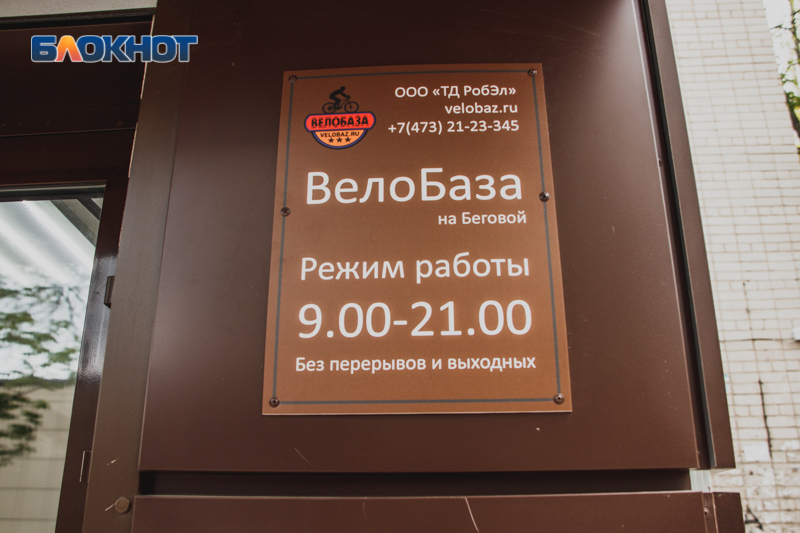 БЛОКНОТ
ООО «ТД РобЭл»
velobaz.ru
+7(473) 21-23-345
ВЕЛОБАЗА
VELOBAZ.RU
ВелоБаза
на Беговой
Режим работы
9.00-21.00
Без перерывов и выходных